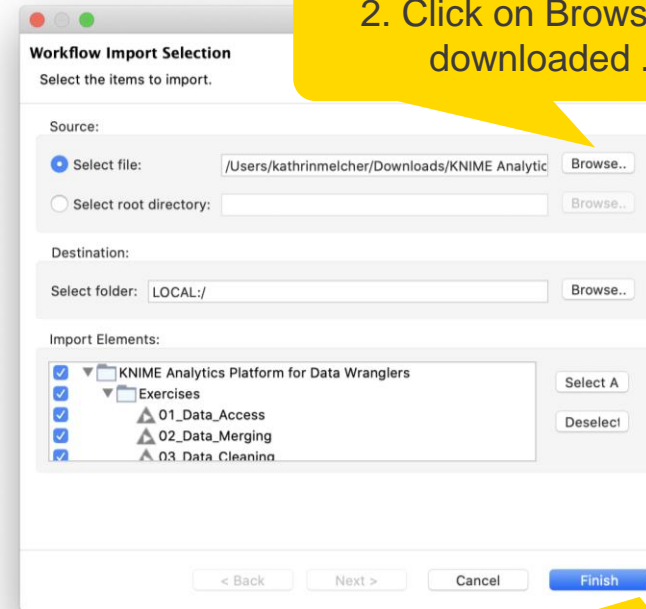 2. Click on Brows
downloaded .
Workflow Import Selection
Select the items to import.
Source:
Select file: /Users/kathrinmelcher/Downloads/KNIME Analytic Browse..
Select root directory: Browse..
Destination:
Select folder: LOCAL:/ Browse..
Import Elements:
KNIME Analytics Platform for Data Wranglers
Select A
Exercises
01_Data_Access
Deselect
02_Data_Merging
03_Data_Cleaning
< Back Next > Cancel Finish